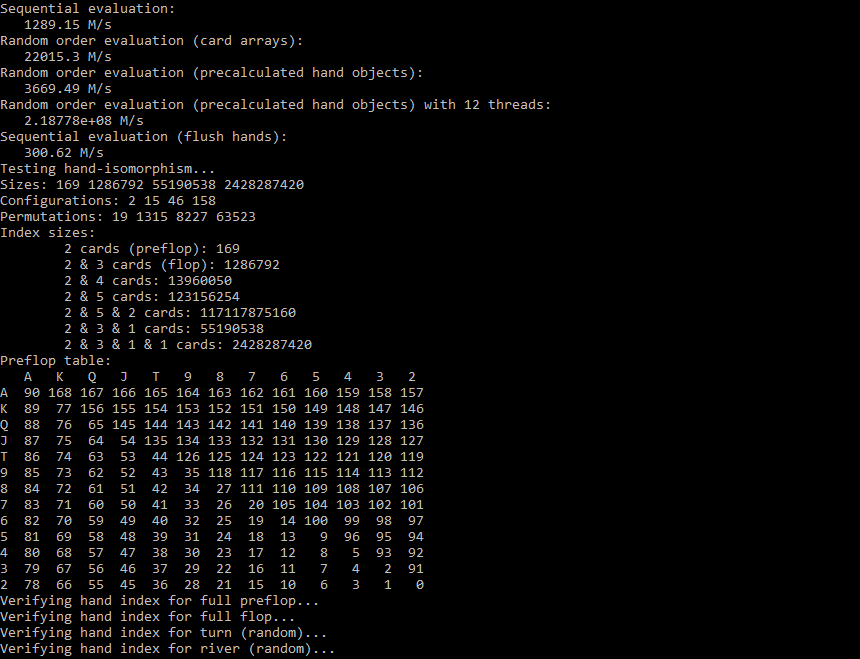 Sequential evaluation:
   1289.15 M/s
Random order evaluation (card arrays):
   22015.3 M/s
Random order evaluation (precalculated hand objects):
   3669.49 M/s
Random order evaluation (precalculated hand objects) with 12 threads:
   2.18778e+08 M/s
Sequential evaluation (flush hands):
   300.62 M/s
Testing hand-isomorphism...
Sizes: 169 1286792 55190538 2428287420
Configurations: 2 15 46 158
Permutations: 19 1315 8227 63523
Index sizes:
        2 cards (preflop): 169
        2 & 3 cards (flop): 1286792
        2 & 4 cards: 13960050
        2 & 5 cards: 123156254
        2 & 5 & 2 cards: 117117875160
        2 & 3 & 1 cards: 55190538
        2 & 3 & 1 & 1 cards: 2428287420
Preflop table:
   A   K   Q   J   T   9   8   7   6   5   4   3   2
A  90 168 167 166 165 164 163 162 161 160 159 158 157
K  89  77 156 155 154 153 152 151 150 149 148 147 146
Q  88  76  65 145 144 143 142 141 140 139 138 137 136
J  87  75  64  54 135 134 133 132 131 130 129 128 127
T  86  74  63  53  44 126 125 124 123 122 121 120 119
9  85  73  62  52  43  35 118 117 116 115 114 113 112
8  84  72  61  51  42  34  27 111 110 109 108 107 106
7  83  71  60  50  41  33  26  20 105 104 103 102 101
6  82  70  59  49  40  32  25  19  14 100  99  98  97
5  81  69  58  48  39  31  24  18  13   9  96  95  94
4  80  68  57  47  38  30  23  17  12   8   5  93  92
3  79  67  56  46  37  29  22  16  11   7   4   2  91
2  78  66  55  45  36  28  21  15  10   6   3   1   0
Verifying hand index for full preflop...
Verifying hand index for full flop...
Verifying hand index for turn (random)...
Verifying hand index for river (random)...